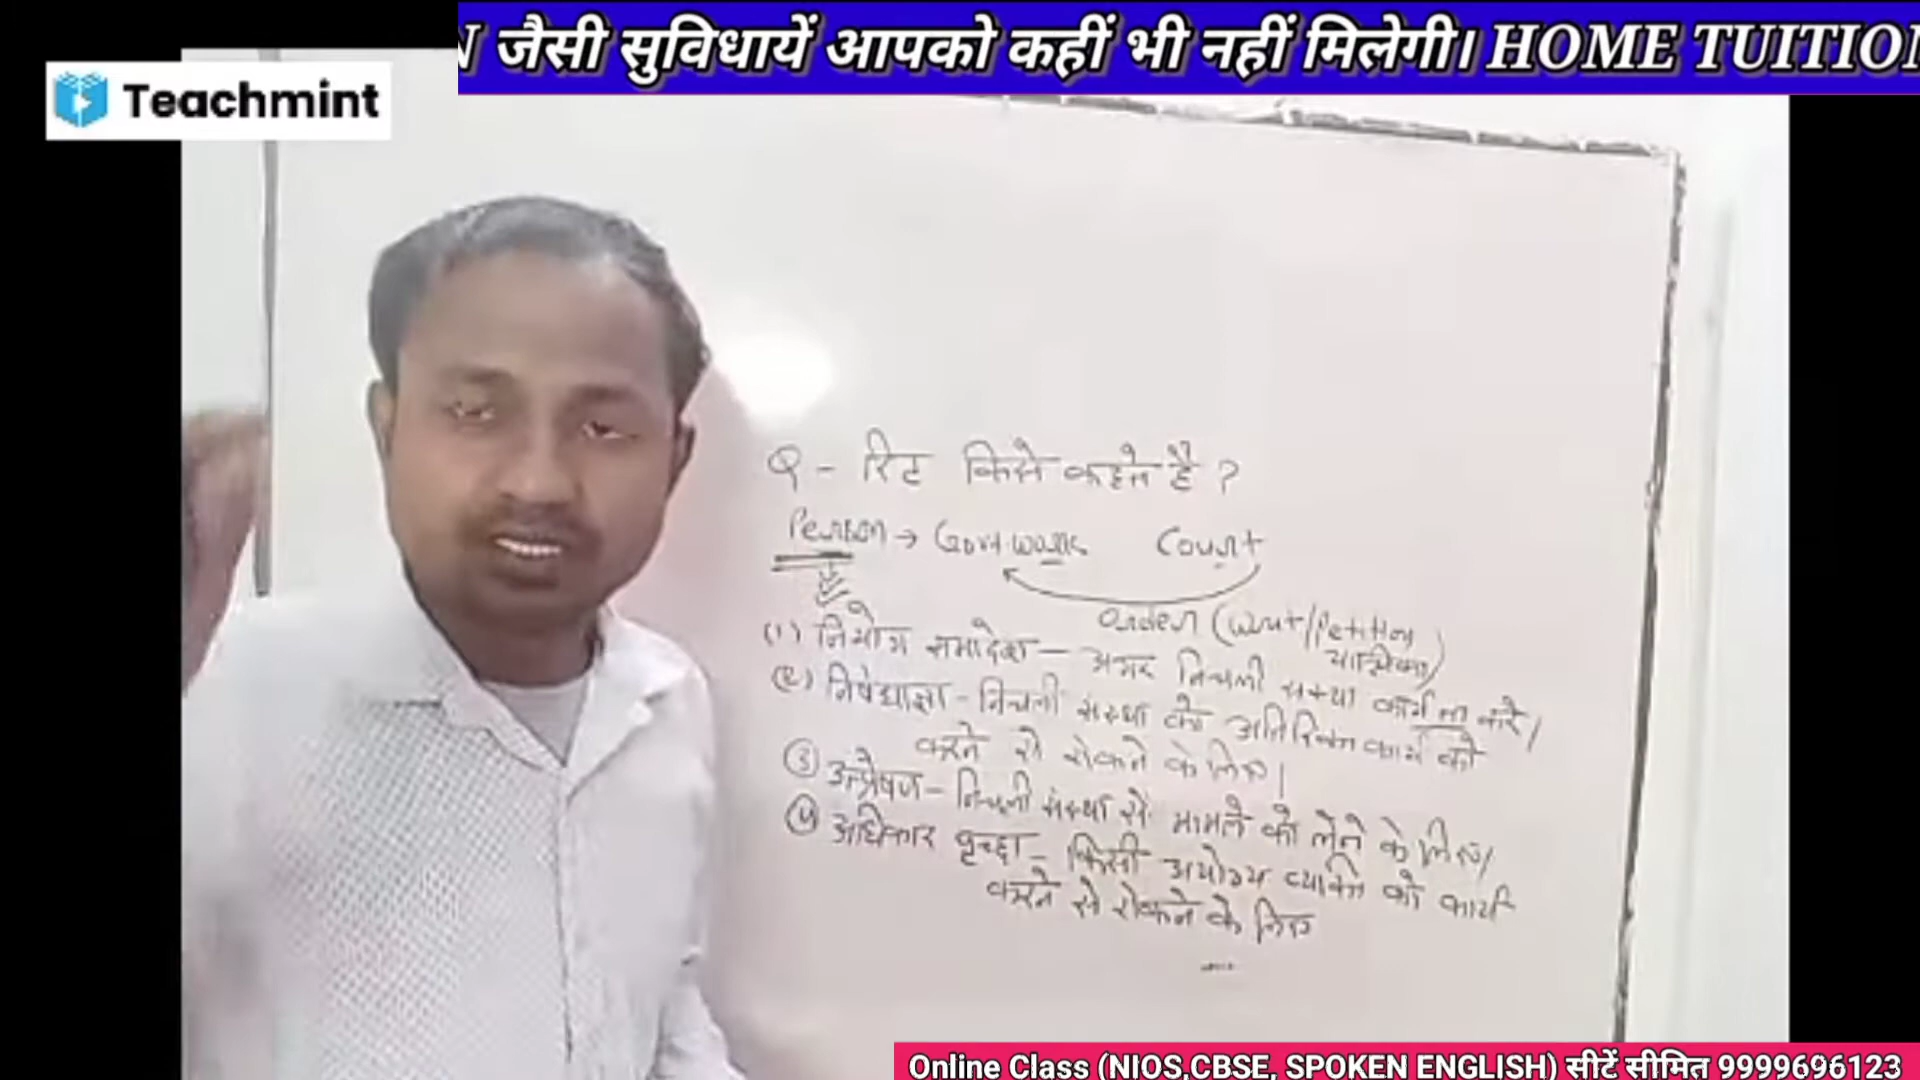 N जैसी सुविधायें आपको कहीं भी नहीं मिलेगी। HOME TUITION
Teachmint
Q - रिट किसे कहते है ?
Person → Govt. work Court
order (writ/Petition
याचिका)
(1) नियोग समादेश — अगर निचली संस्था कार्य ना करे।
(2) निषेधाज्ञा - निचली संस्था को अतिरिक्त कार्य को
करने से रोकने के लिए।
③ उत्प्रेषण - निचली संस्था से मामले को लेने के लिए।
④ अधिकार पृच्छा - किसी अयोग्य व्यक्ति को कार्य
करने से रोकने के लिए
Online Class (NIOS,CBSE, SPOKEN ENGLISH) सीटें सीमित 9999696123